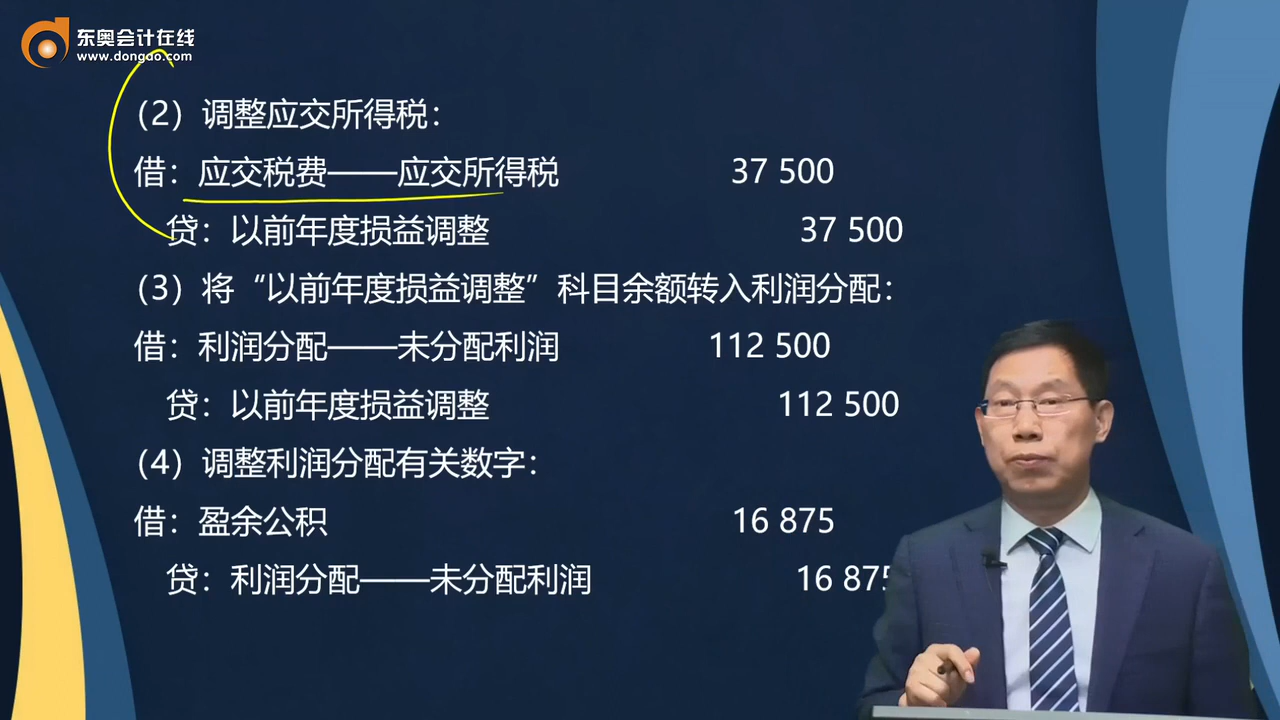 东奥会计在线
www.dongao.com
（2）调整应交所得税：
借：应交税费——应交所得税 37 500
贷：以前年度损益调整 37 500
（3）将“以前年度损益调整”科目余额转入利润分配：
借：利润分配——未分配利润 112 500
贷：以前年度损益调整 112 500
（4）调整利润分配有关数字：
借：盈余公积 16 875
贷：利润分配——未分配利润 16 875